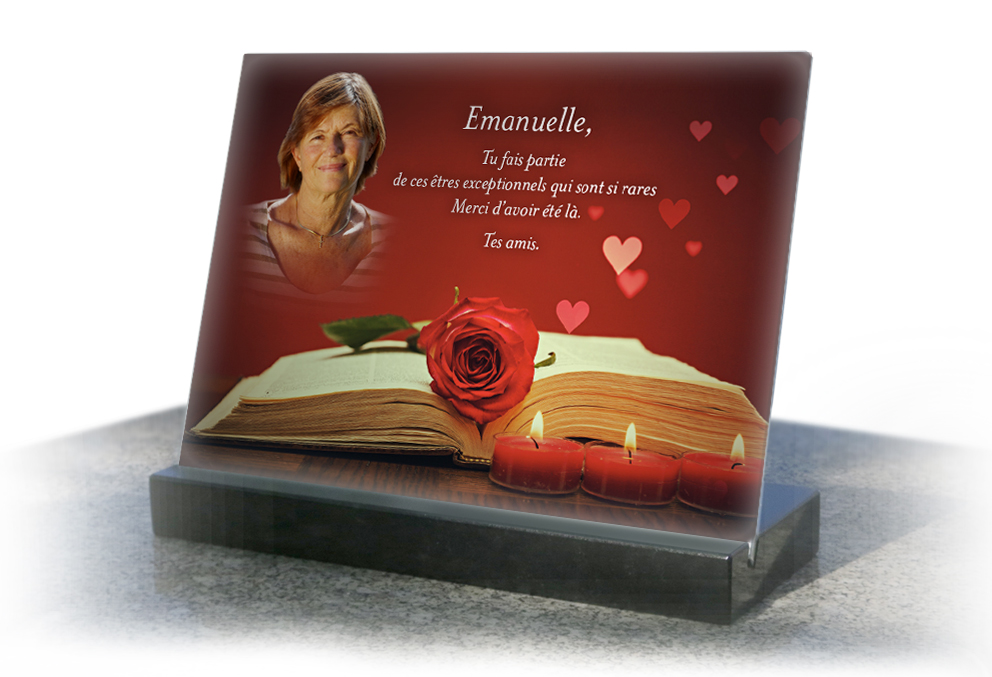 Emanuelle,
Tu fais partie
de ces êtres exceptionnels qui sont si rares
Merci d'avoir été là.
Tes amis.